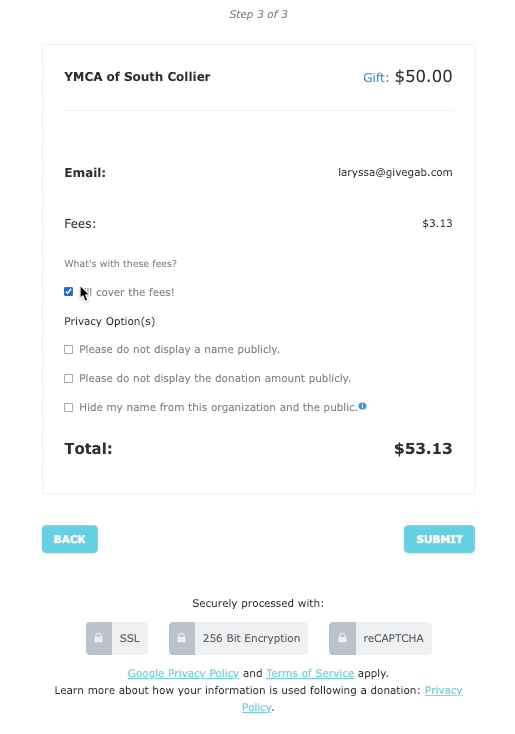 Step 3 of 3
YMCA of South Collier Gift: $50.00
Email: laryssa@givegab.com
Fees: $3.13
What's with these fees?
cover the fees!
Privacy Option(s)
Please do not display a name publicly.
Please do not display the donation amount publicly.
Hide my name from this organization and the public.
Total: $53.13
BACK SUBMIT
Securely processed with:
SSL 256 Bit Encryption reCAPTCHA
Google Privacy Policy and Terms of Service apply.
Learn more about how your information is used following a donation: Privacy
Policy.